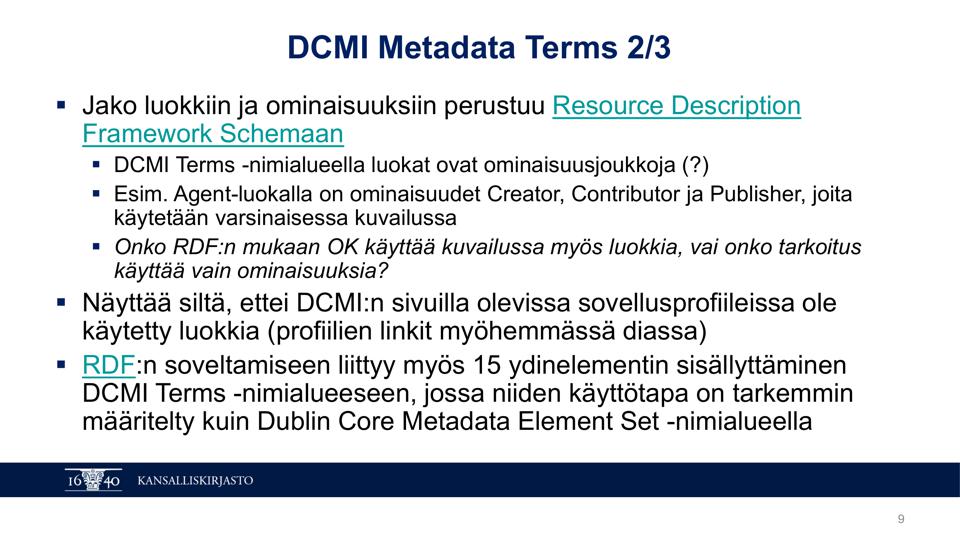 DCMI Metadata Terms 2/3
▪ Jako luokkiin ja ominaisuuksiin perustuu Resource Description
Framework Schemaan
▪ DCMI Terms -nimialueella luokat ovat ominaisuusjoukkoja (?)
▪ Esim. Agent-luokalla on ominaisuudet Creator, Contributor ja Publisher, joita
käytetään varsinaisessa kuvailussa
▪ Onko RDF:n mukaan OK käyttää kuvailussa myös luokkia, vai onko tarkoitus
käyttää vain ominaisuuksia?
▪ Näyttää siltä, ettei DCMI:n sivuilla olevissa sovellusprofiileissa ole
käytetty luokkia (profiilien linkit myöhemmässä diassa)
▪ RDF:n soveltamiseen liittyy myös 15 ydinelementin sisällyttäminen
DCMI Terms -nimialueeseen, jossa niiden käyttötapa on tarkemmin
määritelty kuin Dublin Core Metadata Element Set -nimialueella
16 40 KANSALLISKIRJASTO
9